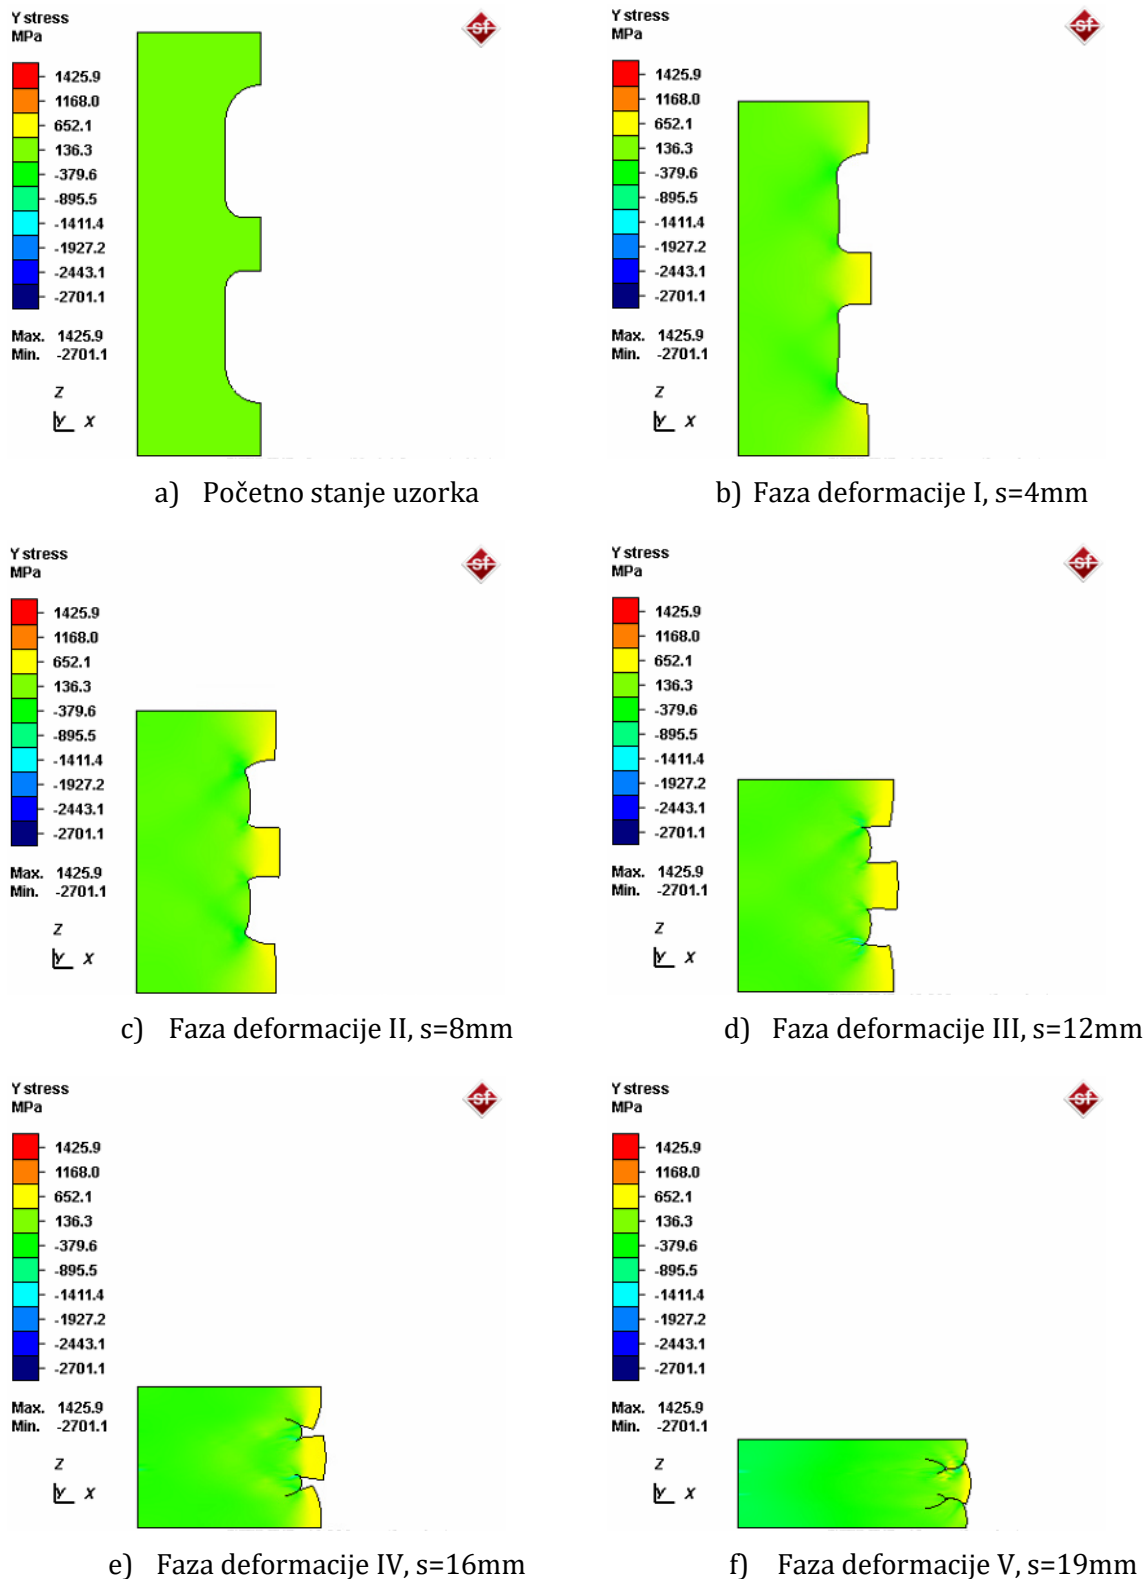 Y stress
MPa
1425.9
1168.0
652.1
136.3
-379.6
-895.5
-1411.4
-1927.2
-2443.1
-2701.1
Max. 1425.9
Min. -2701.1
Z
Y X
sf
a) Početno stanje uzorka
Y stress
MPa
1425.9
1168.0
652.1
136.3
-379.6
-895.5
-1411.4
-1927.2
-2443.1
-2701.1
Max. 1425.9
Min. -2701.1
Z
Y X
sf
b) Faza deformacije I, s=4mm
Y stress
MPa
1425.9
1168.0
652.1
136.3
-379.6
-895.5
-1411.4
-1927.2
-2443.1
-2701.1
Max. 1425.9
Min. -2701.1
Z
Y X
sf
c) Faza deformacije II, s=8mm
Y stress
MPa
1425.9
1168.0
652.1
136.3
-379.6
-895.5
-1411.4
-1927.2
-2443.1
-2701.1
Max. 1425.9
Min. -2701.1
Z
Y X
sf
d) Faza deformacije III, s=12mm
Y stress
MPa
1425.9
1168.0
652.1
136.3
-379.6
-895.5
-1411.4
-1927.2
-2443.1
-2701.1
Max. 1425.9
Min. -2701.1
Z
Y X
sf
e) Faza deformacije IV, s=16mm
Y stress
MPa
1425.9
1168.0
652.1
136.3
-379.6
-895.5
-1411.4
-1927.2
-2443.1
-2701.1
Max. 1425.9
Min. -2701.1
Z
Y X
sf
f) Faza deformacije V, s=19mm